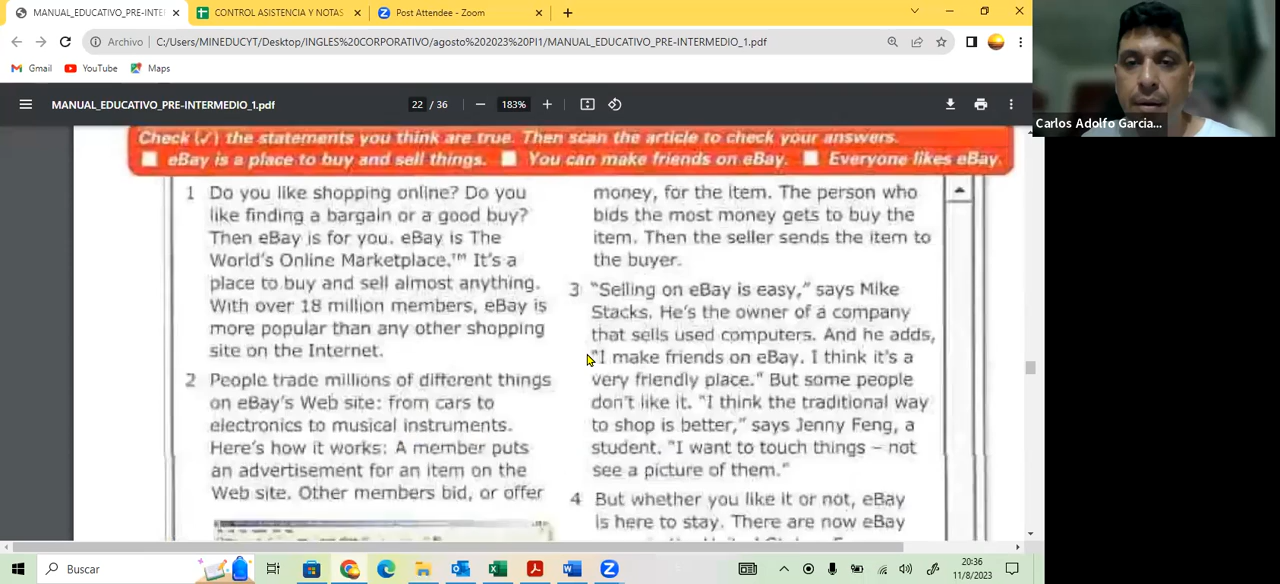 MANUAL_EDUCATIVO_PRE-INTERMEDIO
CONTROL ASISTENCIA Y NOTAS
Post Attendee - Zoom
Archivo C:/Users/MINEDUCYT/Desktop/INGLES%20CORPORATIVO/agosto%202023%20PI1/MANUAL_EDUCATIVO_PRE-INTERMEDIO_1.pdf
Gmail YouTube Maps
MANUAL_EDUCATIVO_PRE-INTERMEDIO_1.pdf 22 / 36 183%
Carlos Adolfo Garcia...
Check (✓) the statements you think are true. Then scan the article to check your answers.
eBay is a place to buy and sell things. You can make friends on eBay. Everyone likes eBay.
1 Do you like shopping online? Do you
like finding a bargain or a good buy?
Then eBay is for you. eBay is The
World's Online Marketplace.™ It's a
place to buy and sell almost anything.
With over 18 million members, eBay is
more popular than any other shopping
site on the Internet.
2 People trade millions of different things
on eBay's Web site: from cars to
electronics to musical instruments.
Here's how it works: A member puts
an advertisement for an item on the
Web site. Other members bid, or offer
money, for the item. The person who
bids the most money gets to buy the
item. Then the seller sends the item to
the buyer.
3 "Selling on eBay is easy," says Mike
Stacks. He's the owner of a company
that sells used computers. And he adds,
"I make friends on eBay. I think it's a
very friendly place." But some people
don't like it. "I think the traditional way
to shop is better," says Jenny Feng, a
student. "I want to touch things – not
see a picture of them."
4 But whether you like it or not, eBay
is here to stay. There are now eBay
Buscar
20:36
11/8/2023